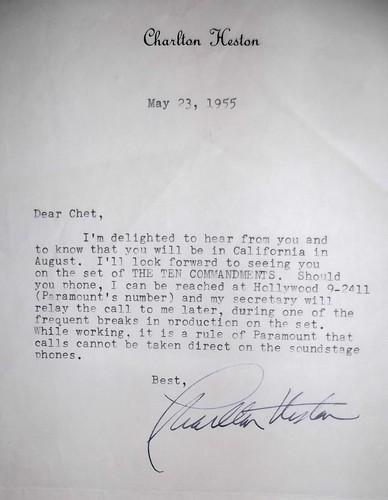 Charlton Heston
May 23, 1955
Dear Chet,
I'm delighted to hear from you and
to know that you will be in California in
August. I'll look forward to seeing you
on the set of THE TEN COMMANDMENTS. Should
you phone, I can be reached at Hollywood 9-2411
(Paramount's number) and my secretary will
relay the call to me later, during one of the
frequent breaks in production on the set.
While working, it is a rule of Paramount that
calls cannot be taken direct on the soundstage
phones.
Best,
Charlton Heston